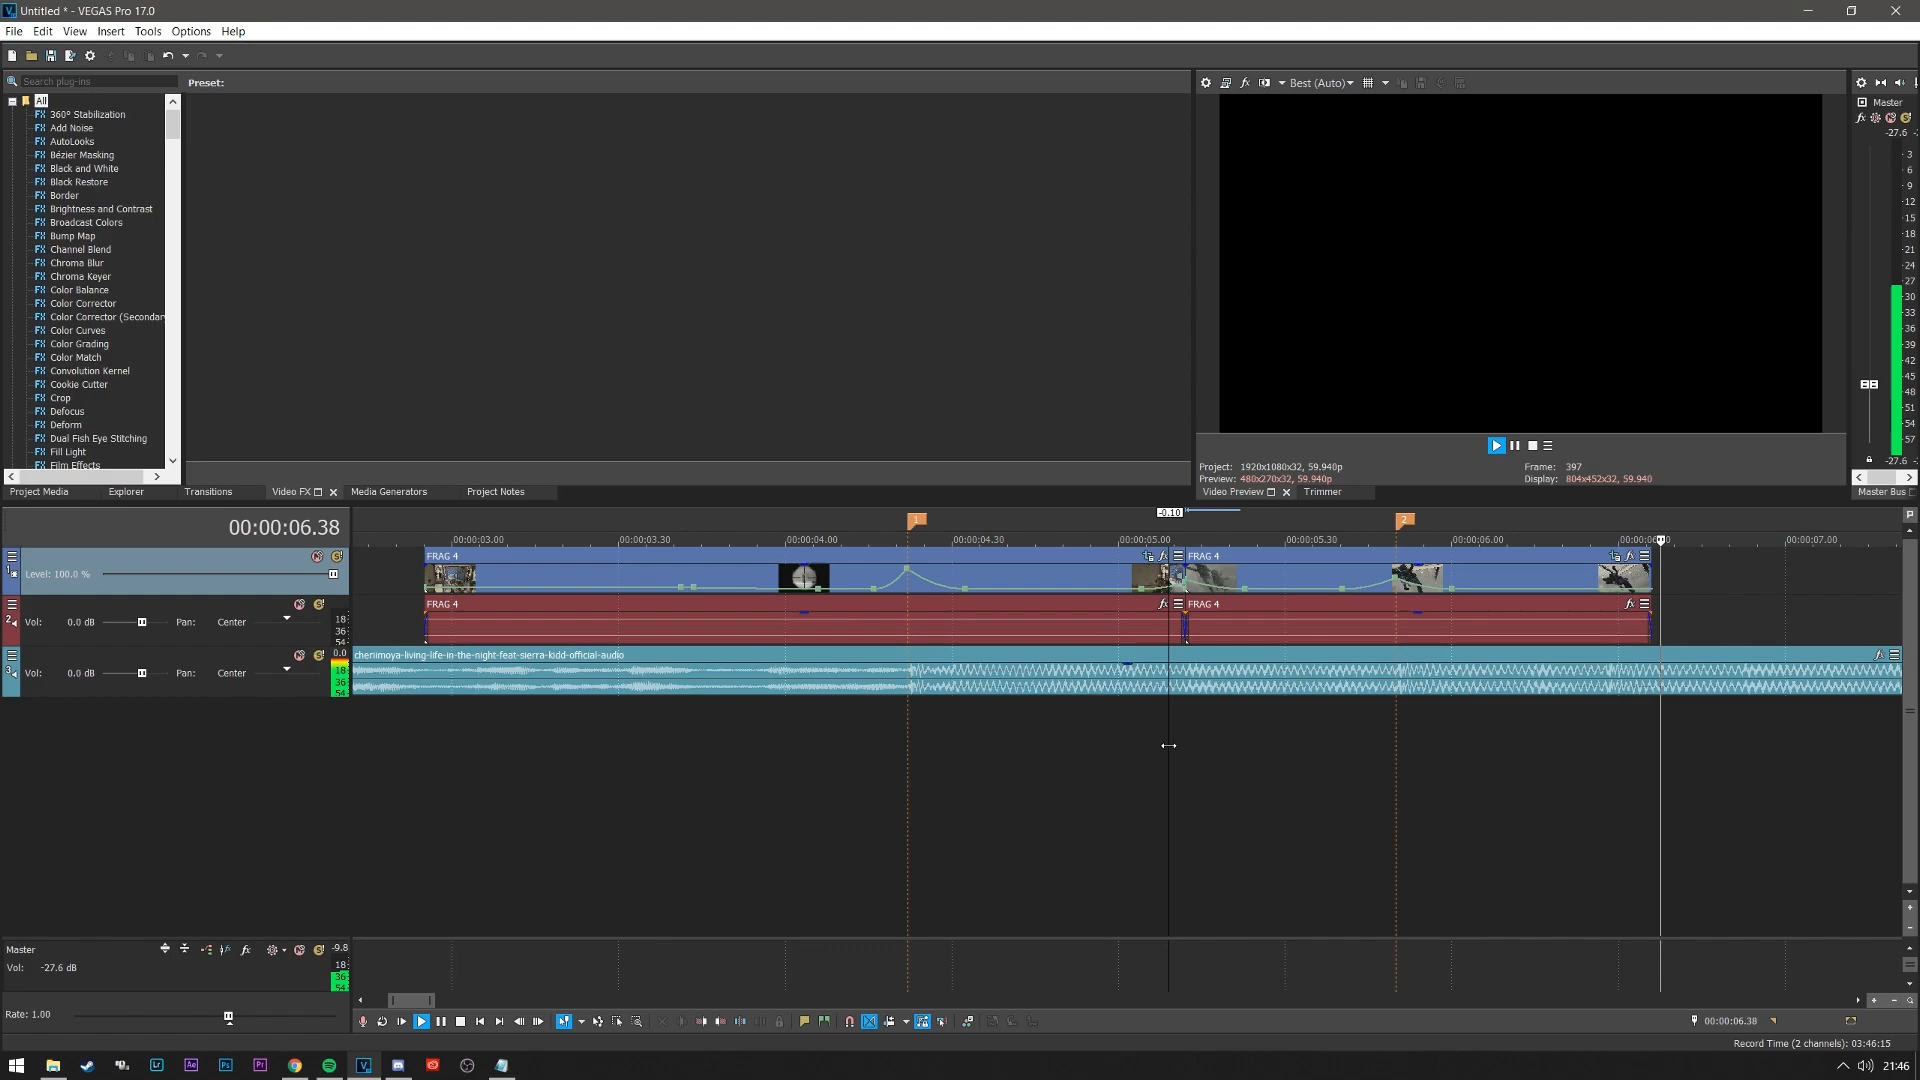 Untitled * - VEGAS Pro 17.0
File Edit View Insert Tools Options Help
Search plug-ins
Preset:
Best (Auto)
All
360° Stabilization
Add Noise
AutoLooks
Bézier Masking
Black and White
Black Restore
Border
Brightness and Contrast
Broadcast Colors
Bump Map
Channel Blend
Chroma Blur
Chroma Keyer
Color Balance
Color Corrector
Color Corrector (Secondary
Color Curves
Color Grading
Color Match
Convolution Kernel
Cookie Cutter
Crop
Defocus
Deform
Dual Fish Eye Stitching
Fill Light
Film Effects
Master
-27.6
3
6
9
12
15
18
21
24
27
30
33
36
39
42
45
48
51
54
57
-27.6
Project: 1920x1080x32, 59.940p
Preview: 480x270x32, 59.940p
Frame: 397
Display: 804x452x32, 59.940
Project Media Explorer Transitions Video FX Media Generators Project Notes
Video Preview Trimmer
Master Bus
00:00:06.38
-0.10
1
2
00:00:03.00 00:00:03.30 00:00:04.00 00:00:04.30 00:00:05.00 00:00:05.30 00:00:06.00 00:00:07.00
1
Level: 100.0 %
FRAG 4 FRAG 4
2
Vol: 0.0 dB Pan: Center
18
36
54
FRAG 4 FRAG 4
3
Vol: 0.0 dB Pan: Center
0.0
18
36
54
cheriimoya-living-life-in-the-night-feat-sierra-kidd-official-audio
Master
Vol: -27.6 dB
-9.8
18
36
54
Rate: 1.00
00:00:06.38
Record Time (2 channels): 03:46:15
Lr Ae Ps Pr
21:46